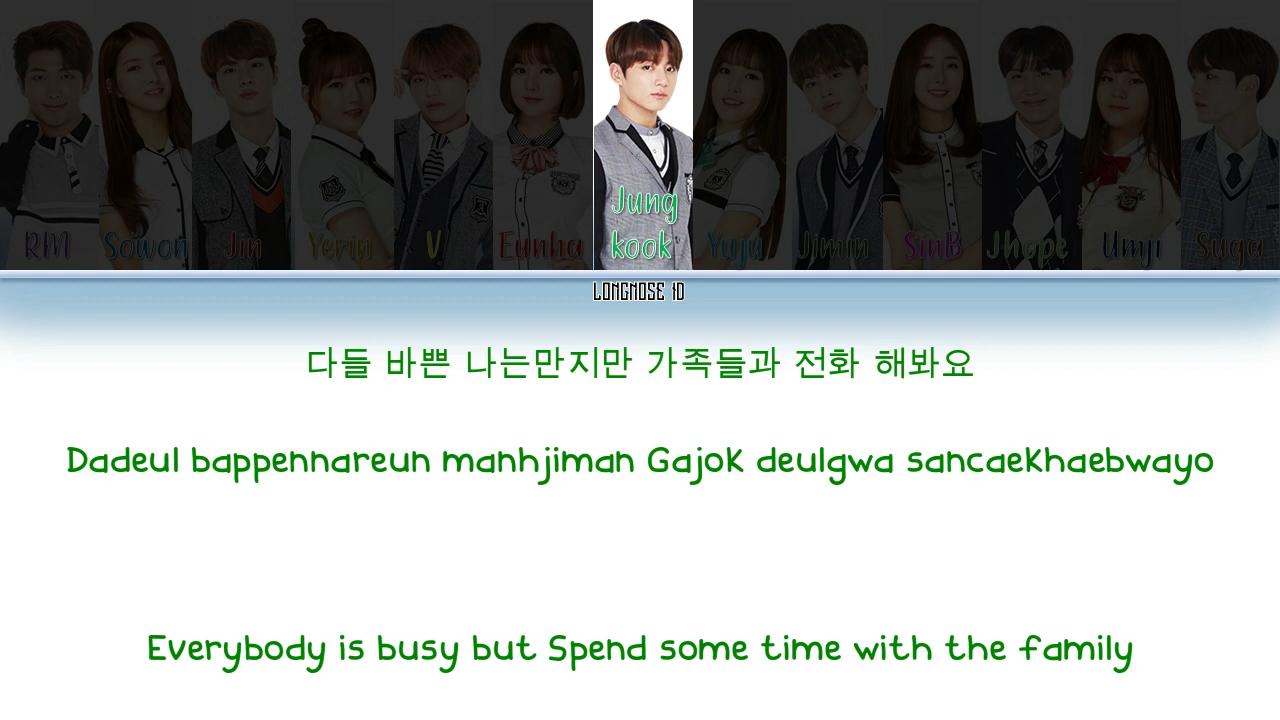 RM Sowon Jin Yerin V Eunha Jung kook Yuju Jimin SinB Jhope Umji Suga
LONGNOSE ID
다들 바쁜 나는만지만 가족들과 전화 해봐요
Dadeul bappennareun manhjiman Gajok deulgwa sancaekhaebwayo
Everybody is busy but Spend some time with the family